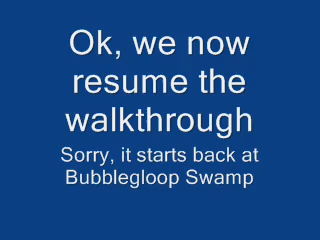 Ok, we now
resume the
walkthrough
Sorry, it starts back at
Bubblegloop Swamp